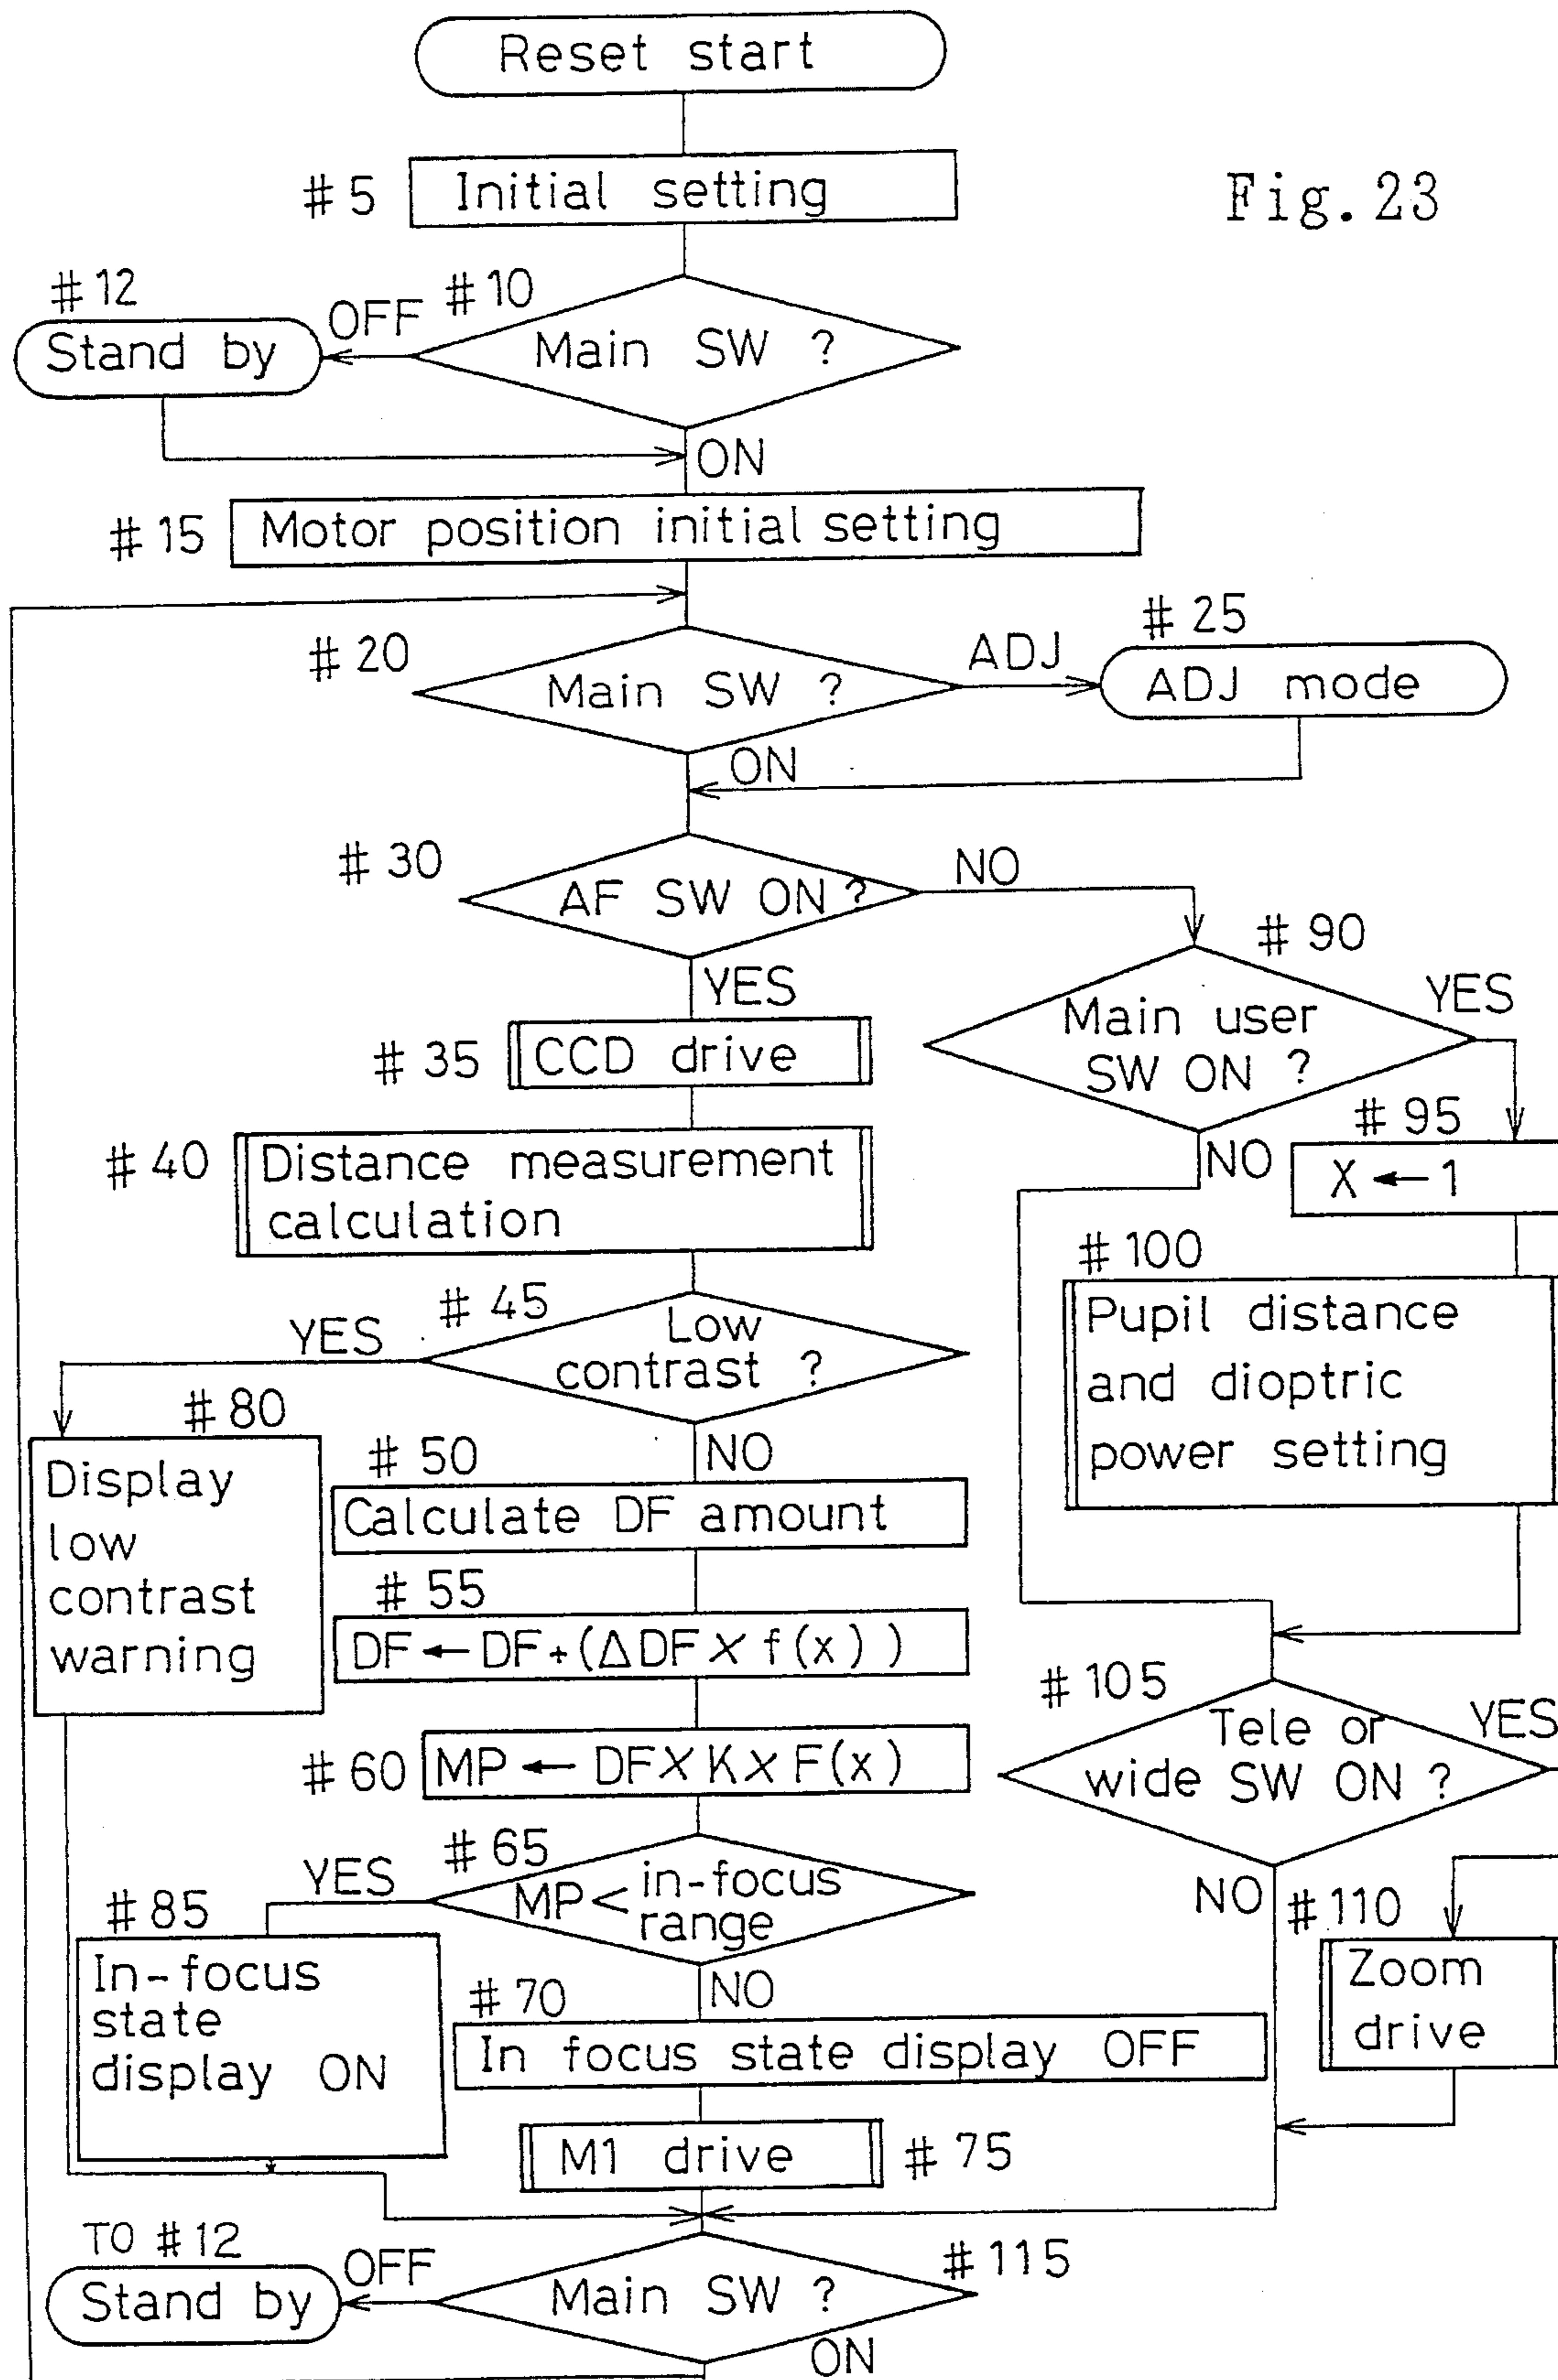 Reset start
Fig. 23
# 5
Initial setting
# 12
OFF
# 10
Stand by
Main SW ?
ON
# 15
Motor position initial setting
# 20
Main SW ?
ADJ
# 25
ADJ mode
ON
# 30
AF SW ON ?
NO
YES
# 90
Main user
SW ON ?
YES
NO
# 35
CCD drive
# 95
X ← 1
# 40
Distance measurement
calculation
# 100
Pupil distance
and dioptric
power setting
# 45
YES
Low
contrast ?
NO
# 80
Display
low
contrast
warning
# 50
Calculate DF amount
# 55
DF ← DF + (ΔDF × f(x) )
# 60
MP ← DF × K × F(x)
# 105
Tele or
wide SW ON ?
YES
NO
# 65
YES
MP < in-focus
range
NO
# 110
Zoom
drive
# 85
In-focus
state
display ON
# 70
In focus state display OFF
M1 drive
# 75
TO # 12
Stand by
OFF
Main SW ?
# 115
ON